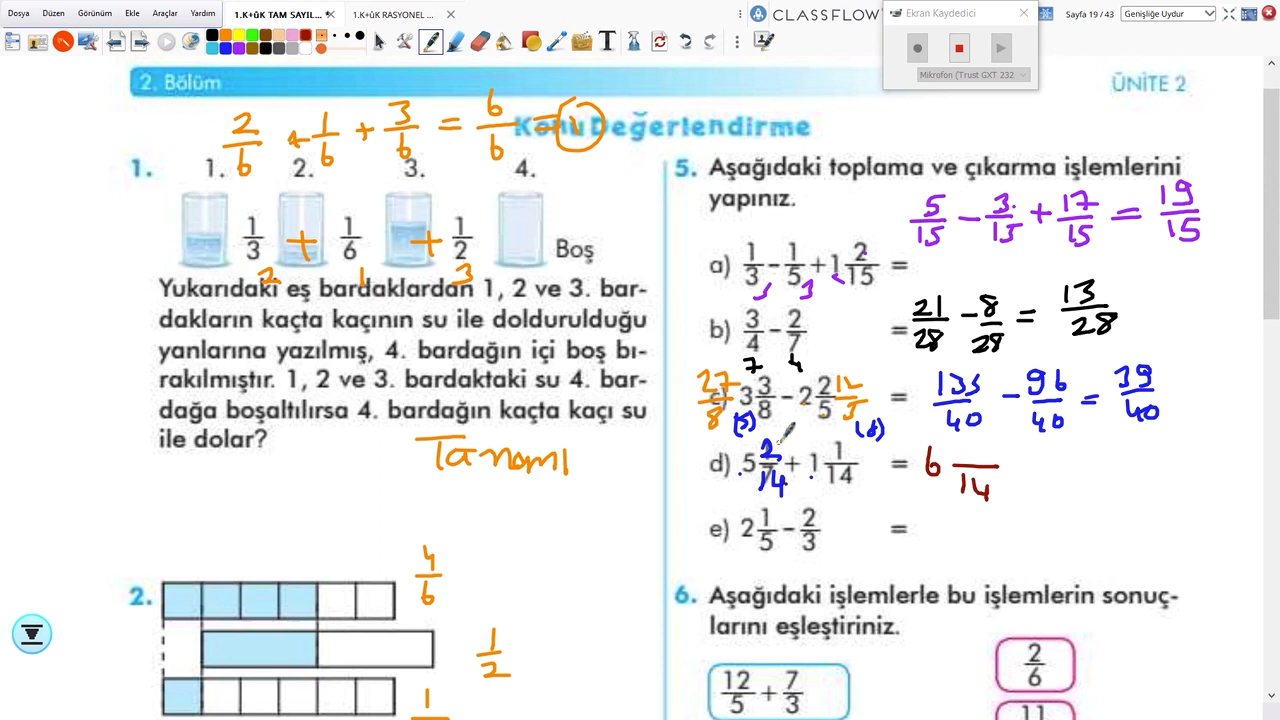 Dosya Düzen Görünüm Ekle Araçlar Yardım
1.K+ûK TAM SAYIL...* 1.K+ûK RASYONEL ...
CLASSFLOW
Ekran Kaydedici
Mikrofon (Trust GXT 232
Sayfa 19 / 43
Genişliğe Uydur
2. Bölüm
ÜNİTE 2
2/6 + 1/6 + 3/6 = 6/6 = 1
Konu Değerlendirme
1.
1. 2. 3. 4.
1/3 + 1/6 + 1/2 Boş
2 1 3
Yukarıdaki eş bardaklardan 1, 2 ve 3. bar-
dakların kaçta kaçının su ile doldurulduğu
yanlarına yazılmış, 4. bardağın içi boş bı-
rakılmıştır. 1, 2 ve 3. bardaktaki su 4. bar-
dağa boşaltılırsa 4. bardağın kaçta kaçı su
ile dolar?
Tanomı
2.
4/6
1/2
1
5. Aşağıdaki toplama ve çıkarma işlemlerini
yapınız.
5/15 - 3/15 + 17/15 = 19/15
a) 1/3 - 1/5 + 1 2/15 =
b) 3/4 - 2/7 = 21/28 - 8/28 = 13/28
7 4
27/8 3 3/8 - 2 2/5 12/5 = 135/40 - 96/40 = 39/40
(5) (8)
d) 5 2/14 + 1 1/14 = 6 /14
e) 2 1/5 - 2/3 =
6. Aşağıdaki işlemlerle bu işlemlerin sonuç-
larını eşleştiriniz.
12/5 + 7/3
2/6
11